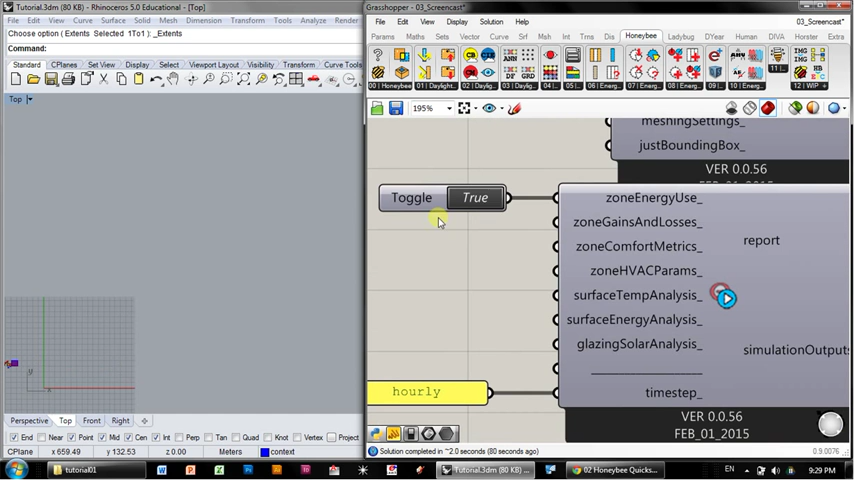 Tutorial.3dm (80 KB) - Rhinoceros 5.0 Educational - [Top]
File Edit View Curve Surface Solid Mesh Dimension Transform Tools Analyze Render
Choose option (Extents Selected 1To1): _Extents
Command:
Standard CPlanes Set View Display Select Viewport Layout Visibility Transform Curve
Top
Perspective Top Front Right
End Near Point Mid Cen Int Perp Tan Quad Knot Vertex Project
CPlane x 659.49 y 132.53 z 0.00 Meters context
Grasshopper - 03_Screencast*
File Edit View Display Solution Help 03_Screencast*
Params Maths Sets Vector Curve Srf Msh Int Trns Dis Honeybee Ladybug Human DIVA Horster Extra
00 | Honeybee 01 | Daylight 02 | Daylight 03 | Daylight 04 | Daylight 05 | Energ 06 | Energ 07 | Energ 08 | Energ 09 | Energ 10 | Energ 11 | 12 | WIP
195%
meshingSettings_
justBoundingBox_
VER 0.0.56
FEB_01_2015
Toggle True
zoneEnergyUse_
zoneGainsAndLosses_
zoneComfortMetrics_
zoneHVACParams_
surfaceTempAnalysis_
surfaceEnergyAnalysis_
glazingSolarAnalysis_
timestep_
report
simulationOutputs
hourly
VER 0.0.56
FEB_01_2015
Solution completed in ~2.0 seconds (80 seconds ago) 0.9.0076
tutorial01 Tutorial.3dm (80 KB) - ... 02 Honeybee Quicks... EN 9:29 PM